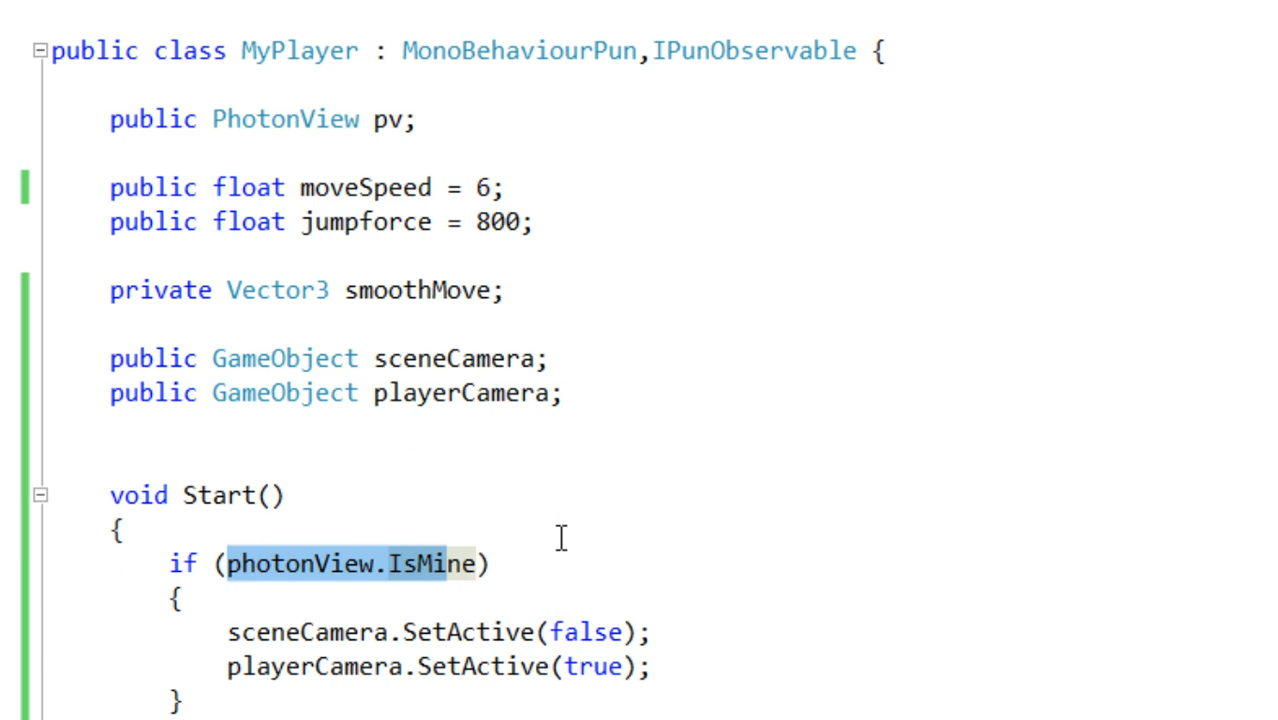 public class MyPlayer : MonoBehaviourPun,IPunObservable {
public PhotonView pv;
public float moveSpeed = 6;
public float jumpforce = 800;
private Vector3 smoothMove;
public GameObject sceneCamera;
public GameObject playerCamera;
void Start()
{
if (photonView.IsMine)
{
sceneCamera.SetActive(false);
playerCamera.SetActive(true);
}